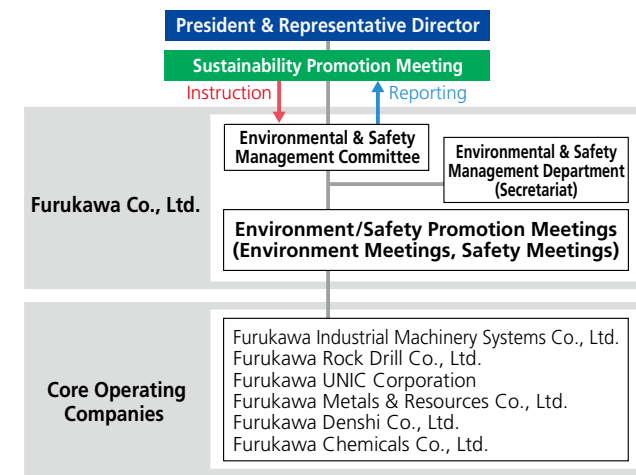 President & Representative Director
Sustainability Promotion Meeting
Instruction
Reporting
Furukawa Co., Ltd.
Environmental & Safety
Management Committee
Environmental & Safety
Management Department
(Secretariat)
Environment/Safety Promotion Meetings
(Environment Meetings, Safety Meetings)
Core Operating
Companies
Furukawa Industrial Machinery Systems Co., Ltd.
Furukawa Rock Drill Co., Ltd.
Furukawa UNIC Corporation
Furukawa Metals & Resources Co., Ltd.
Furukawa Denshi Co., Ltd.
Furukawa Chemicals Co., Ltd.